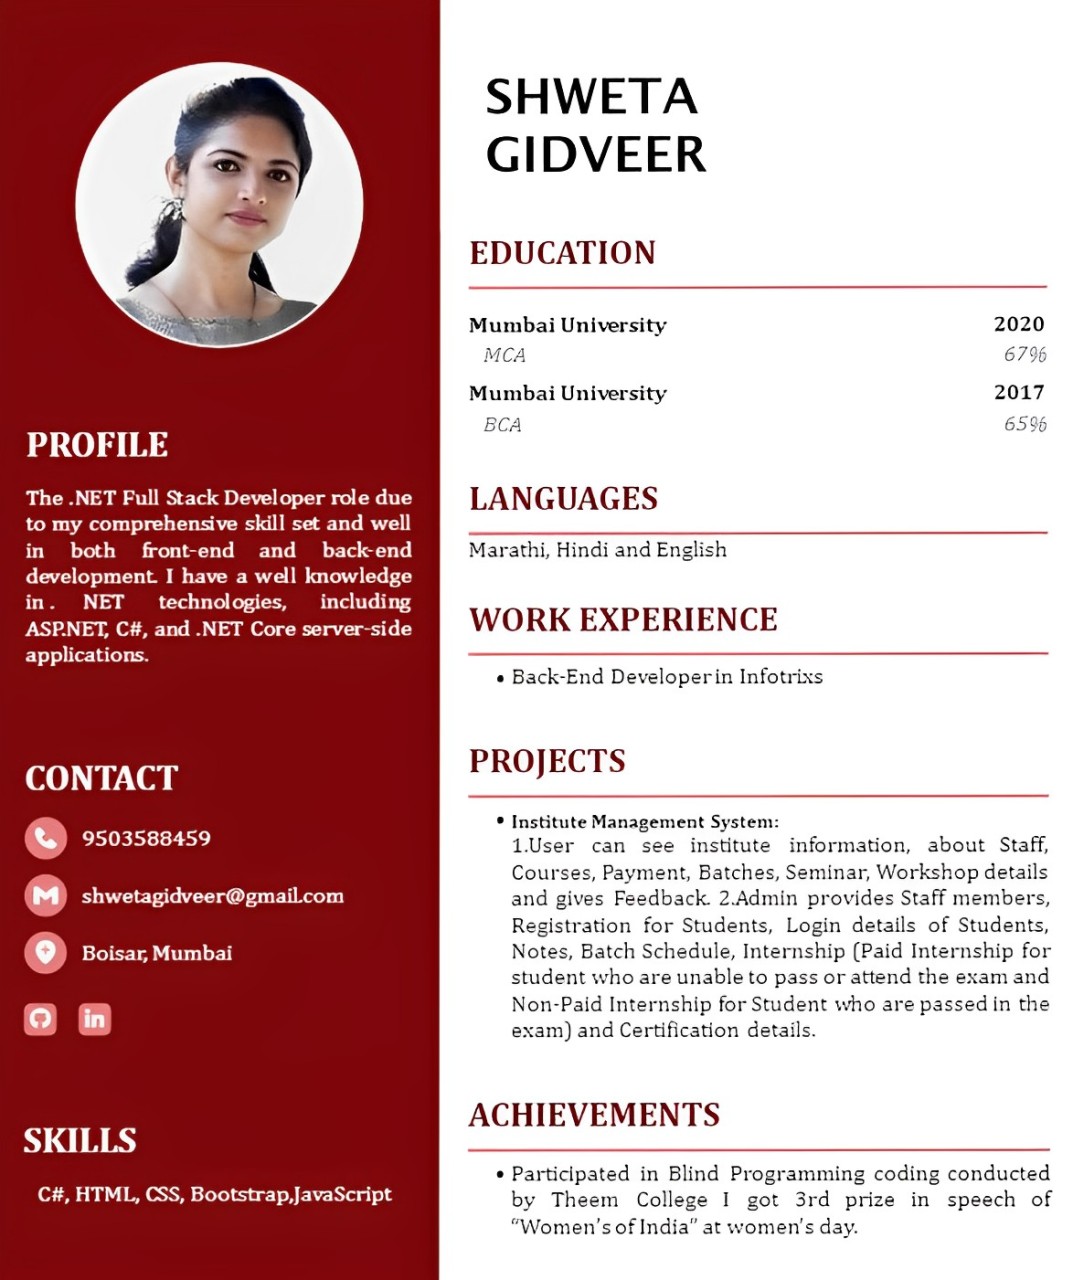 SHWETA
GIDVEER
PROFILE
The .NET Full Stack Developer role due
to my comprehensive skill set and well
in both front-end and back-end
development. I have a well knowledge
in . NET technologies, including
ASP.NET, C#, and .NET Core server-side
applications.
CONTACT
9503588459
shwetagidveer@gmail.com
Boisar, Mumbai
in
SKILLS
C#, HTML, CSS, Bootstrap,JavaScript
EDUCATION
Mumbai University 2020
MCA 67%
Mumbai University 2017
BCA 65%
LANGUAGES
Marathi, Hindi and English
WORK EXPERIENCE
• Back-End Developer in Infotrixs
PROJECTS
• Institute Management System:
1.User can see institute information, about Staff,
Courses, Payment, Batches, Seminar, Workshop details
and gives Feedback. 2.Admin provides Staff members,
Registration for Students, Login details of Students,
Notes, Batch Schedule, Internship (Paid Internship for
student who are unable to pass or attend the exam and
Non-Paid Internship for Student who are passed in the
exam) and Certification details.
ACHIEVEMENTS
• Participated in Blind Programming coding conducted
by Theem College I got 3rd prize in speech of
“Women’s of India” at women’s day.